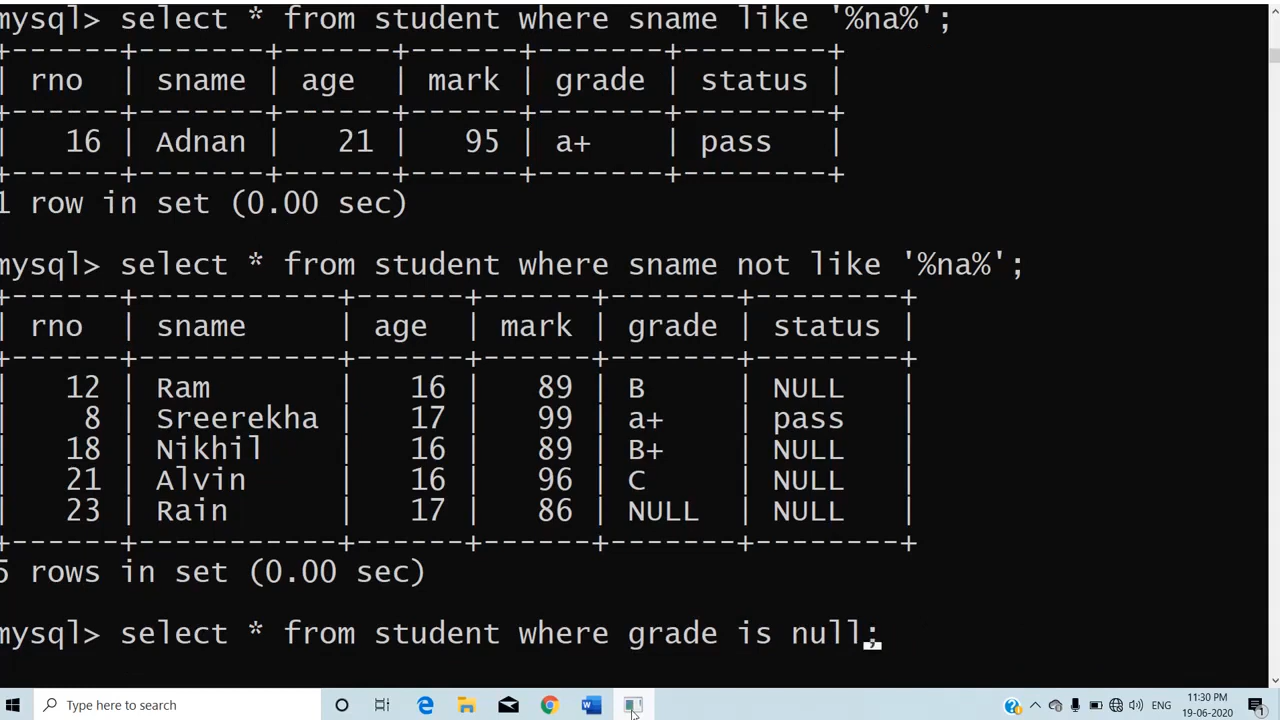 mysql> select * from student where sname like '%na%';
+------+-------+------+------+-------+--------+
| rno  | sname | age  | mark | grade | status |
+------+-------+------+------+-------+--------+
|   16 | Adnan |   21 |   95 | a+    | pass   |
+------+-------+------+------+-------+--------+
1 row in set (0.00 sec)
mysql> select * from student where sname not like '%na%';
+------+-----------+------+------+-------+--------+
| rno  | sname     | age  | mark | grade | status |
+------+-----------+------+------+-------+--------+
|   12 | Ram       |   16 |   89 | B     | NULL   |
|    8 | Sreerekha |   17 |   99 | a+    | pass   |
|   18 | Nikhil    |   16 |   89 | B+    | NULL   |
|   21 | Alvin     |   16 |   96 | C     | NULL   |
|   23 | Rain      |   17 |   86 | NULL  | NULL   |
+------+-----------+------+------+-------+--------+
5 rows in set (0.00 sec)
mysql> select * from student where grade is null;
Type here to search
ENG
11:30 PM
19-06-2020
1